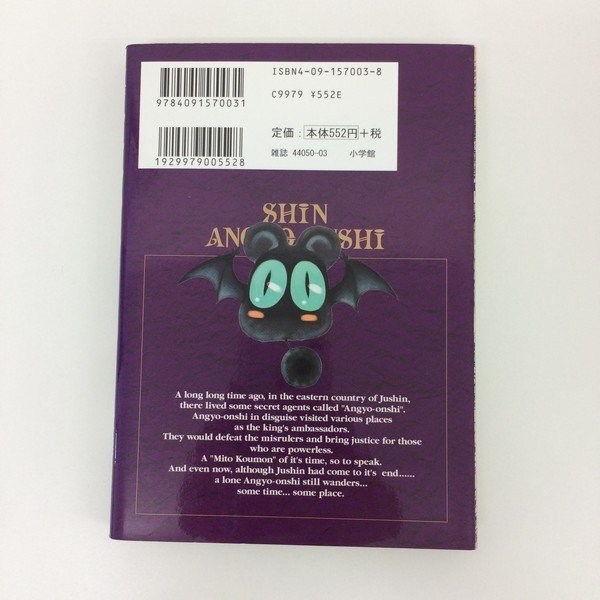 ISBN4-09-157003-8
C9979 ¥552E
9784091570031
定価：本体552円+税
雑誌 44050-03 小学館
1929979005528
SHiN
ANGYO-ONSHi
A long long time ago, in the eastern country of Jushin,
there lived some secret agents called "Angyo-onshi".
Angyo-onshi in disguise visited various places
as the king's ambassadors.
They would defeat the misrulers and bring justice for those
who are powerless.
A "Mito Koumon" of it's time, so to speak.
And even now, although Jushin had come to it's end......
a lone Angyo-onshi still wanders...
some time... some place.